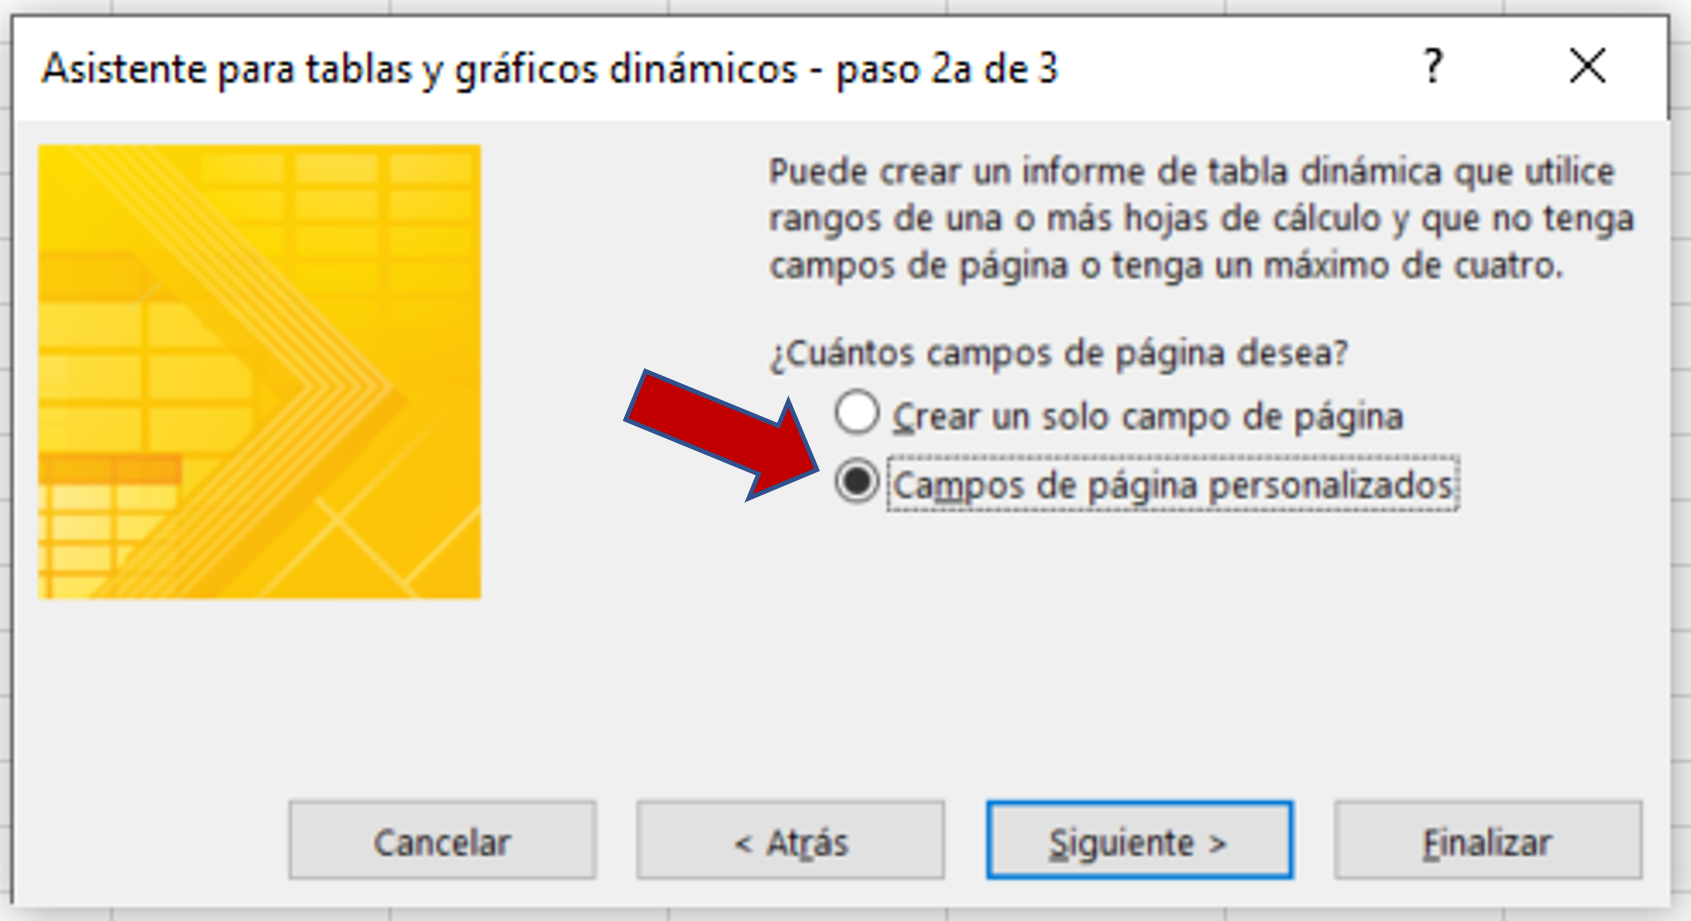 Asistente para tablas y gráficos dinámicos - paso 2a de 3
?
Puede crear un informe de tabla dinámica que utilice
rangos de una o más hojas de cálculo y que no tenga
campos de página o tenga un máximo de cuatro.
¿Cuántos campos de página desea?
Crear un solo campo de página
Campos de página personalizados
Cancelar
< Atrás
Siguiente >
Finalizar